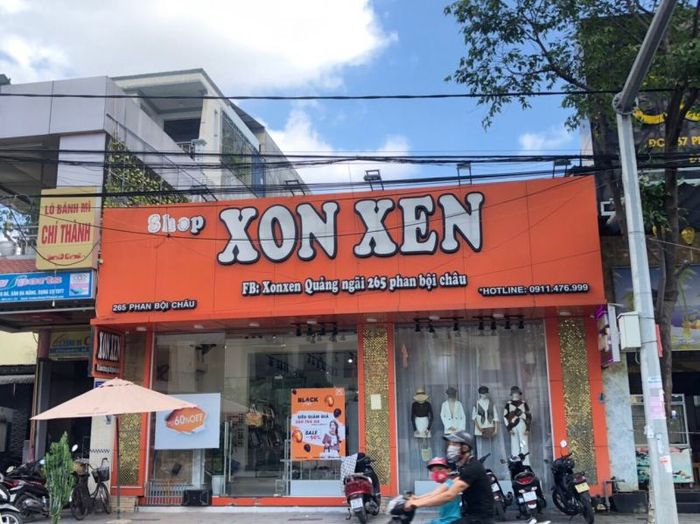 Shop XON XEN
FB: Xonxen Quảng ngãi 265 phan bội châu
265 PHAN BỘI CHÂU
*HOTLINE: 0911.476.999
LÒ BÁNH MÌ
CHÍ THÀNH
XON XEN
60%OFF
BLACK
SIÊU GIẢM GIÁ
SALE
50%